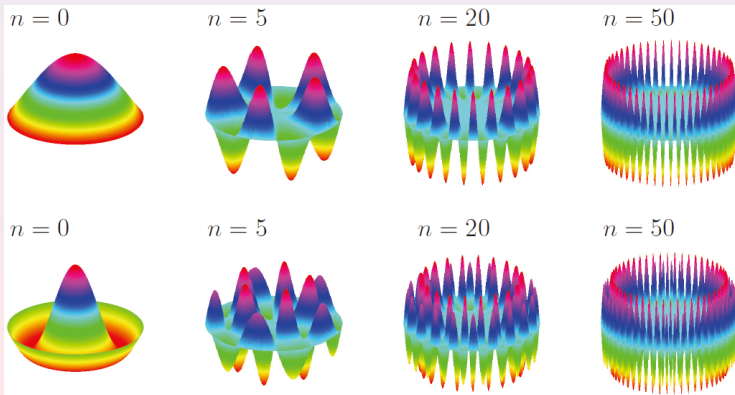 n = 0 n = 5 n = 20 n = 50
n = 0 n = 5 n = 20 n = 50